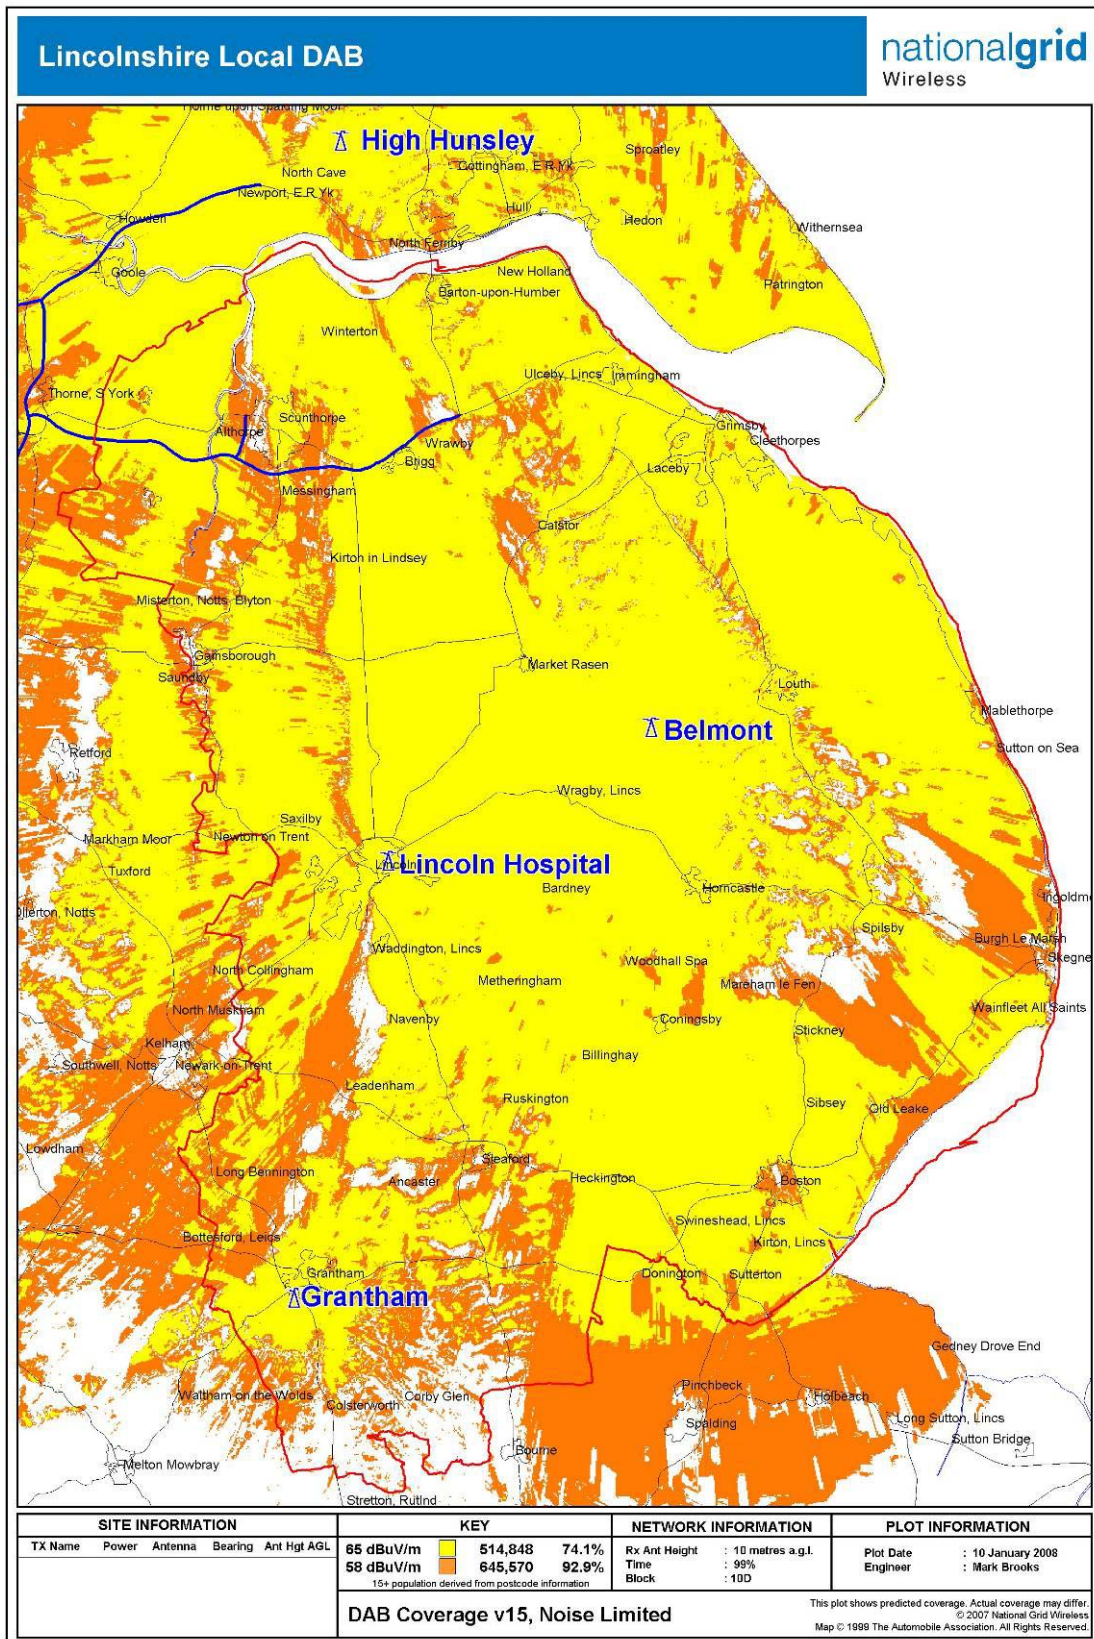 Lincolnshire Local DAB
nationalgrid
Wireless
High Hunsley
Sproatley
Cottingham, E R Yk
North Cave
Newport, E R Yk
Hull
Howden
Hedon
Withernsea
North Ferriby
Goole
New Holland
Patrington
Barton-upon-Humber
Winterton
Ulceby, Lincs
Immingham
Thorne, S York
Scunthorpe
Althorpe
Grimsby
Cleethorpes
Wrawby
Brigg
Laceby
Messingham
Caistor
Kirton in Lindsey
Misterton, Notts
Blyton
Gainsborough
Market Rasen
Saundby
Louth
Mablethorpe
Belmont
Retford
Sutton on Sea
Wragby, Lincs
Saxilby
Markham Moor
Newton on Trent
Lincoln
Lincoln Hospital
Tuxford
Bardney
Horncastle
Ingoldme
Ollerton, Notts
Spilsby
Burgh Le Marsh
Waddington, Lincs
Skegne
Woodhall Spa
North Collingham
Metheringham
Mareham le Fen
North Muskham
Wainfleet All Saints
Navenby
Coningsby
Stickney
Kelham
Billinghay
Southwell, Notts
Newark-on-Trent
Leadenham
Ruskington
Sibsey
Old Leake
Lowdham
Sleaford
Long Bennington
Ancaster
Heckington
Boston
Swineshead, Lincs
Bottesford, Leics
Kirton, Lincs
Grantham
Donington
Sutterton
Grantham
Gedney Drove End
Pinchbeck
Waltham on the Wolds
Corby Glen
Holbeach
Colsterworth
Long Sutton, Lincs
Spalding
Sutton Bridge
Bourne
Melton Mowbray
Stretton, Rutlnd
SITE INFORMATION
TX Name Power Antenna Bearing Ant Hgt AGL
KEY
65 dBuV/m 514,848 74.1%
58 dBuV/m 645,570 92.9%
15+ population derived from postcode information
NETWORK INFORMATION
Rx Ant Height : 10 metres a.g.l.
Time : 99%
Block : 10D
PLOT INFORMATION
Plot Date : 10 January 2008
Engineer : Mark Brooks
DAB Coverage v15, Noise Limited
This plot shows predicted coverage. Actual coverage may differ.
© 2007 National Grid Wireless
Map © 1999 The Automobile Association. All Rights Reserved.